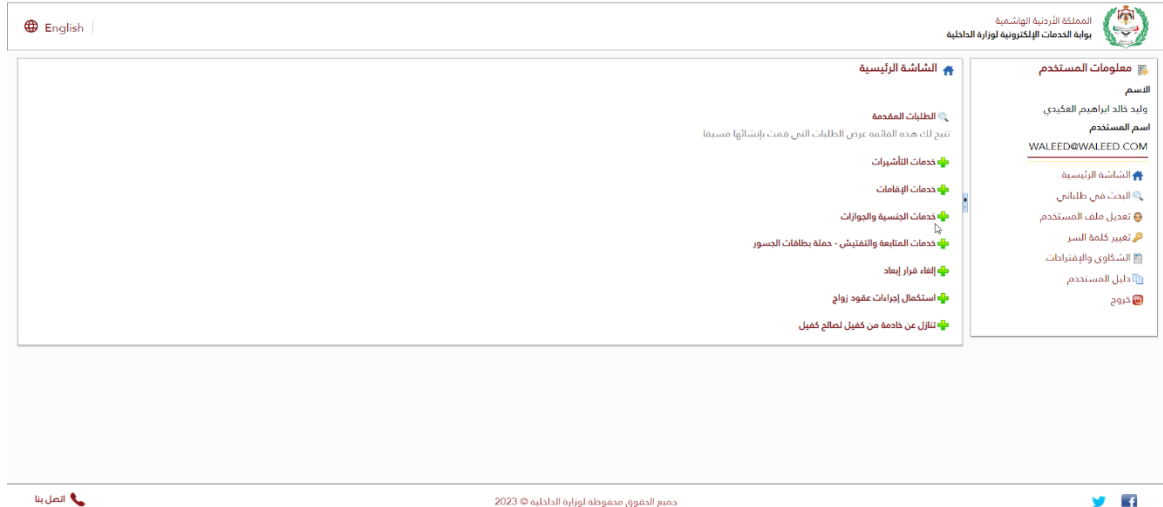 المملكة الأردنية الهاشمية
بوابة الخدمات الإلكترونية لوزارة الداخلية
English
معلومات المستخدم
الاسم
وليد خالد ابراهيم العكيدي
اسم المستخدم
WALEED@WALEED.COM
الشاشة الرئيسية
البحث في طلباتي
تعديل ملف المستخدم
تغيير كلمة السر
الشكاوى والإقتراحات
دليل المستخدم
خروج
الشاشة الرئيسية
الطلبات المقدمة
تتيح لك هذه القائمة عرض الطلبات التي قمت بإنشائها مسبقا
خدمات التأشيرات
خدمات الإقامات
خدمات الجنسية والجوازات
خدمات المتابعة والتفتيش - حملة بطاقات الجسور
إلغاء قرار إبعاد
استكمال إجراءات عقود زواج
تنازل عن خادمة من كفيل لصالح كفيل
جميع الحقوق محفوظة لوزارة الداخلية © 2023
اتصل بنا